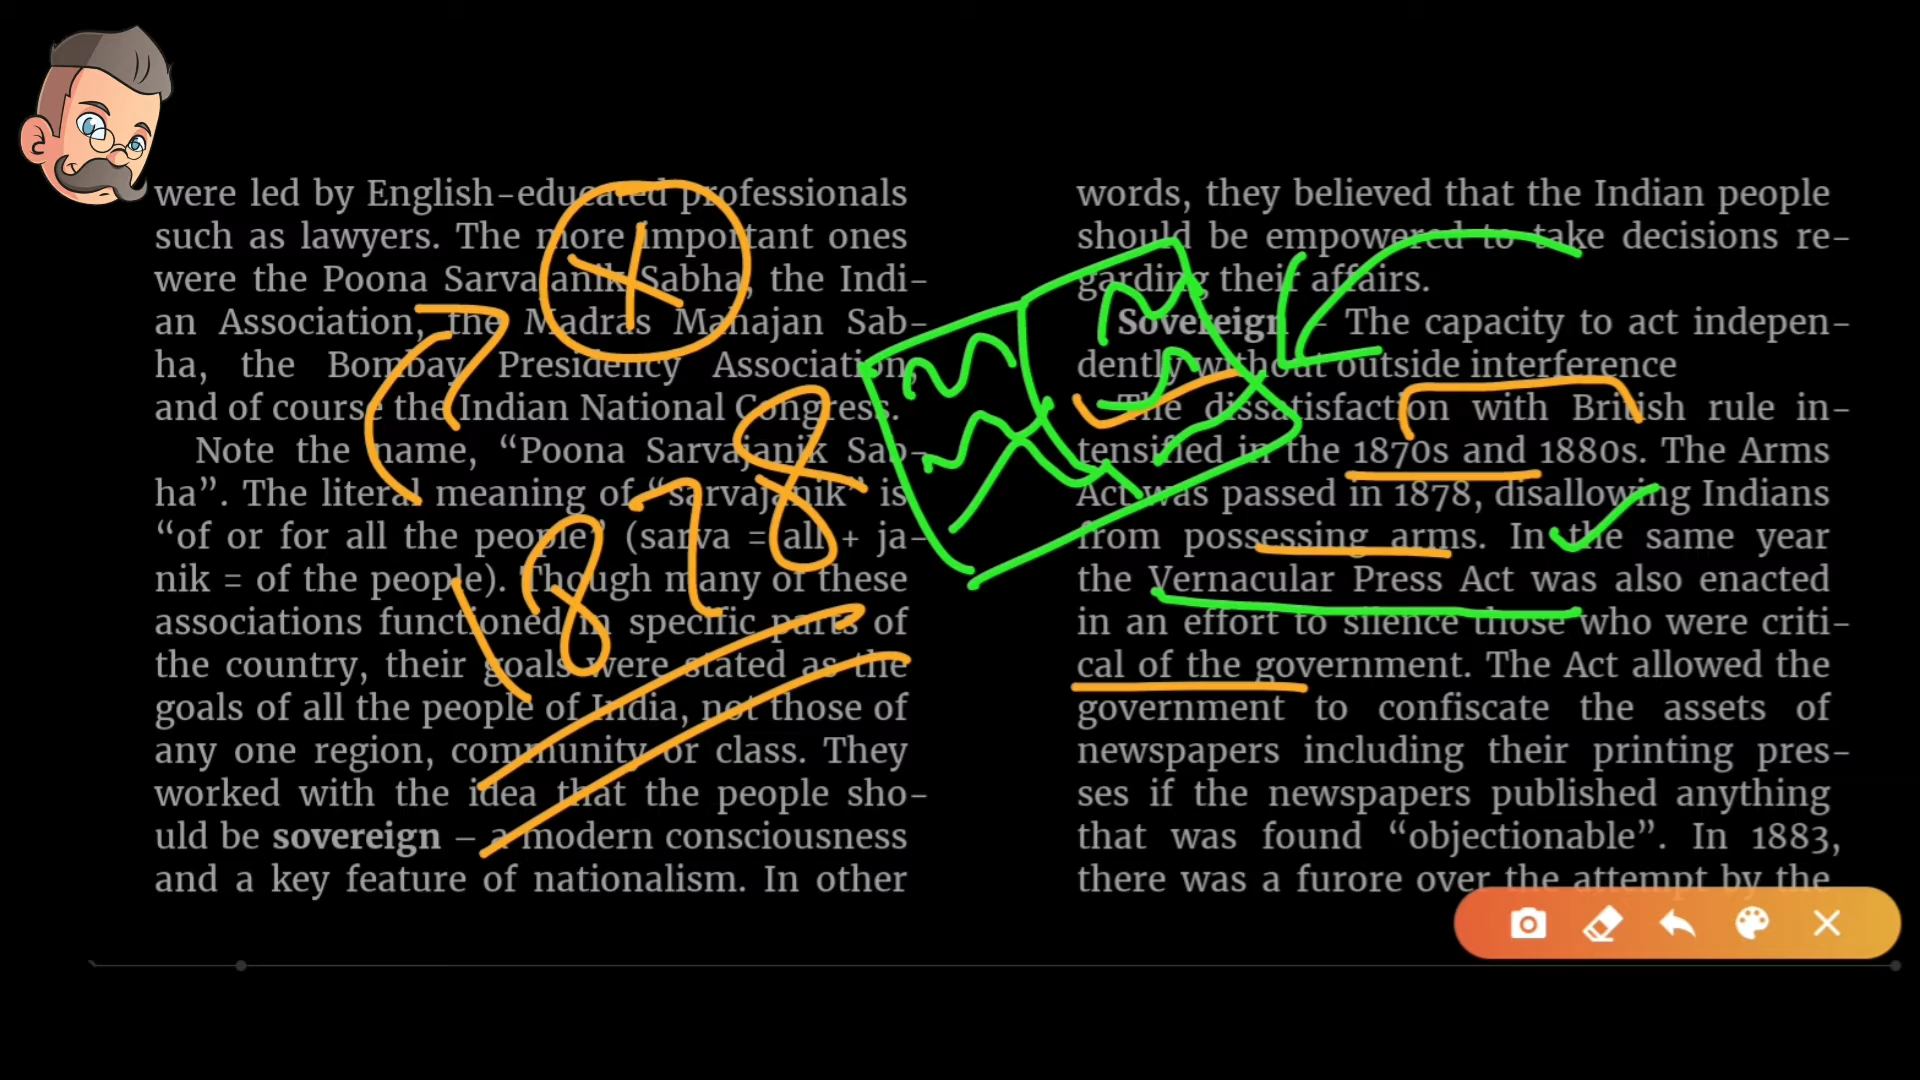 were led by English-educated professionals
such as lawyers. The more important ones
were the Poona Sarvajanik Sabha, the Indi-
an Association, the Madras Mahajan Sab-
ha, the Bombay Presidency Association,
and of course the Indian National Congress.
Note the name, “Poona Sarvajanik Sab-
ha”. The literal meaning of “sarvajanik” is
“of or for all the people” (sarva = all + ja-
nik = of the people). Though many of these
associations functioned in specific parts of
the country, their goals were stated as the
goals of all the people of India, not those of
any one region, community or class. They
worked with the idea that the people sho-
uld be sovereign – a modern consciousness
and a key feature of nationalism. In other
1878
words, they believed that the Indian people
should be empowered to take decisions re-
garding their affairs.
Sovereign – The capacity to act indepen-
dently without outside interference
The dissatisfaction with British rule in-
tensified in the 1870s and 1880s. The Arms
Act was passed in 1878, disallowing Indians
from possessing arms. In the same year
the Vernacular Press Act was also enacted
in an effort to silence those who were criti-
cal of the government. The Act allowed the
government to confiscate the assets of
newspapers including their printing pres-
ses if the newspapers published anything
that was found “objectionable”. In 1883,
there was a furore over the attempt by the